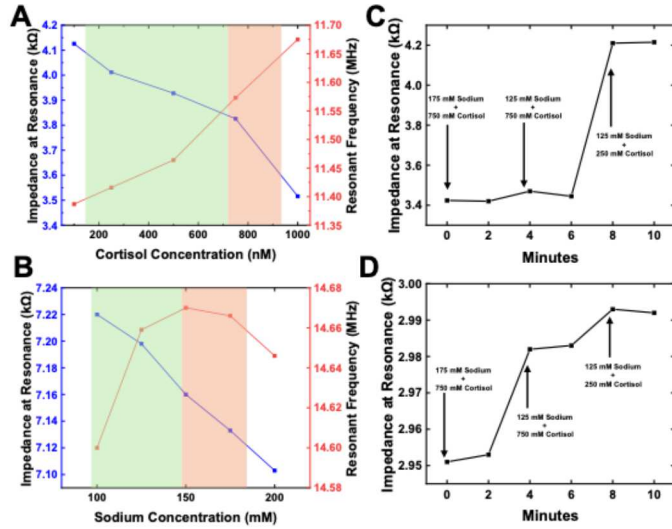 A
Impedance at Resonance (kΩ)
4.2
4.1
4.0
3.9
3.8
3.7
3.6
3.5
3.4
11.70
11.65
11.60
11.55
11.50
11.45
11.40
11.35
Resonant Frequency (MHz)
200 400 600 800 1000
Cortisol Concentration (nM)
B
Impedance at Resonance (kΩ)
7.24
7.22
7.20
7.18
7.16
7.14
7.12
7.10
14.68
14.66
14.64
14.62
14.60
14.58
Resonant Frequency (MHz)
100 150 200
Sodium Concentration (mM)
C
Impedance at Resonance (kΩ)
4.2
4.0
3.8
3.6
3.4
175 mM Sodium
+
750 mM Cortisol
125 mM Sodium
+
750 mM Cortisol
125 mM Sodium
+
250 mM Cortisol
0 2 4 6 8 10
Minutes
D
Impedance at Resonance (kΩ)
3.00
2.99
2.98
2.97
2.96
2.95
175 mM Sodium
+
750 mM Cortisol
125 mM Sodium
+
750 mM Cortisol
125 mM Sodium
+
250 mM Cortisol
0 2 4 6 8 10
Minutes